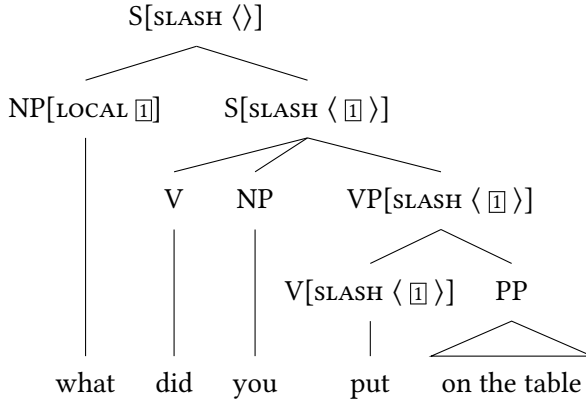 S[SLASH ⟨⟩]
NP[LOCAL 1] S[SLASH ⟨ 1 ⟩]
V NP VP[SLASH ⟨ 1 ⟩]
V[SLASH ⟨ 1 ⟩] PP
what did you put on the table